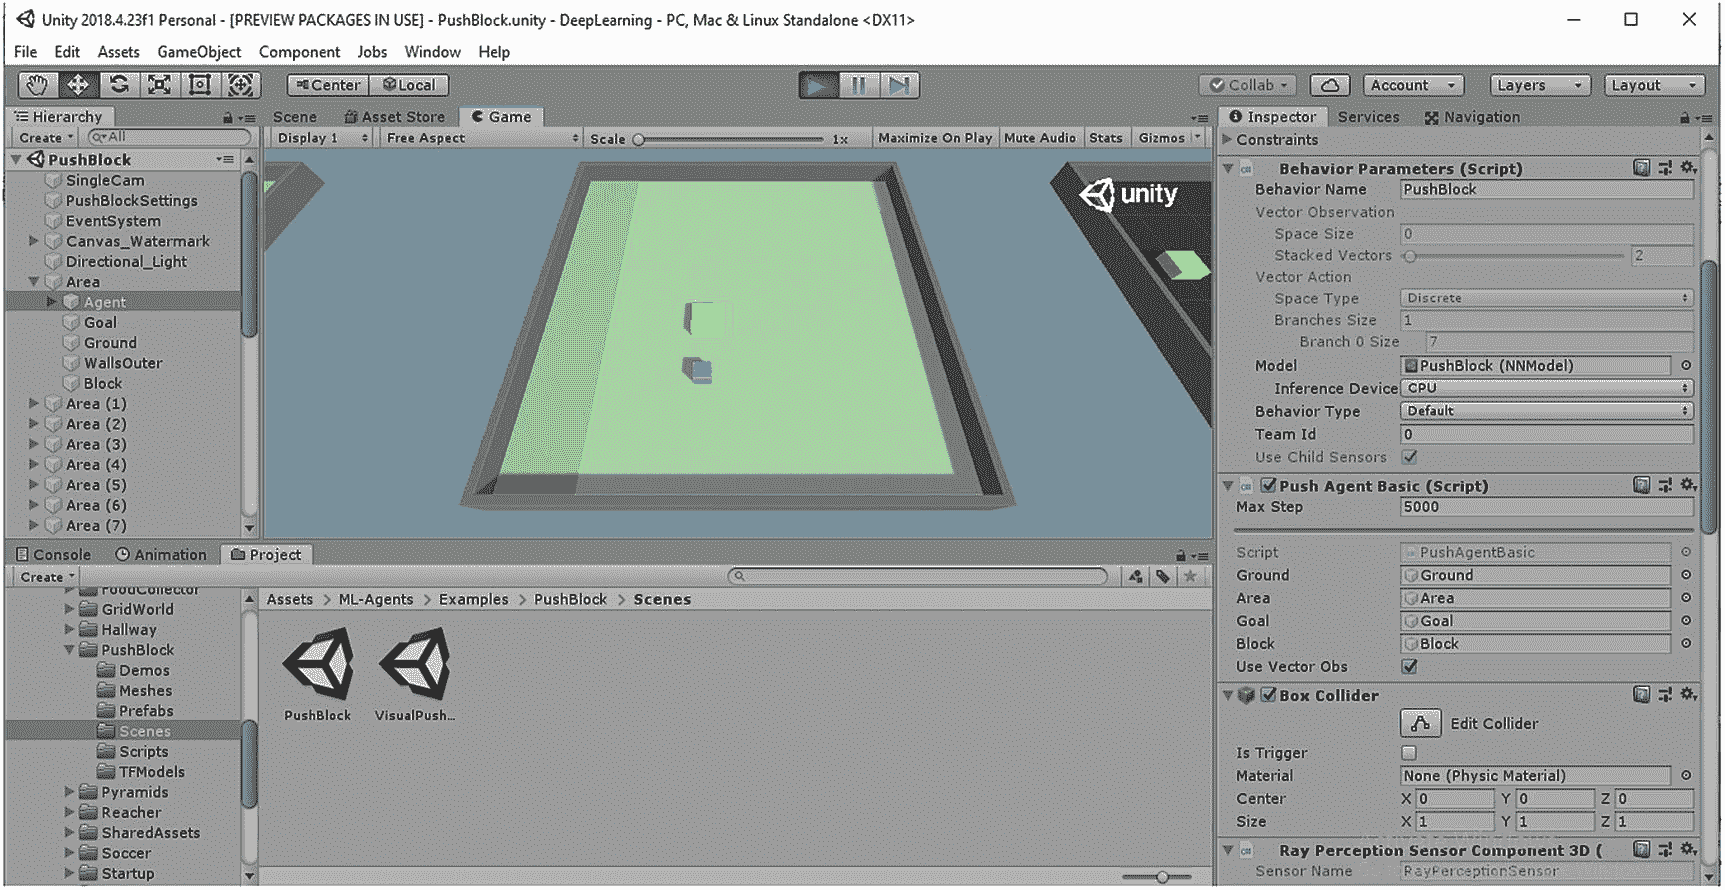 Unity 2018.4.23f1 Personal - [PREVIEW PACKAGES IN USE] - PushBlock.unity - DeepLearning - PC, Mac & Linux Standalone <DX11>
File Edit Assets GameObject Component Jobs Window Help
Center Local Collab Account Layers Layout
Hierarchy
Create All
PushBlock
SingleCam
PushBlockSettings
EventSystem
Canvas_Watermark
Directional_Light
Area
Agent
Goal
Ground
WallsOuter
Block
Area (1)
Area (2)
Area (3)
Area (4)
Area (5)
Area (6)
Area (7)
Scene Asset Store Game
Display 1 Free Aspect Scale 1x Maximize On Play Mute Audio Stats Gizmos
unity
Console Animation Project
Create
FoodCollector
GridWorld
Hallway
PushBlock
Demos
Meshes
Prefabs
Scenes
Scripts
TFModels
Pyramids
Reacher
SharedAssets
Soccer
Startup
Assets > ML-Agents > Examples > PushBlock > Scenes
PushBlock VisualPush...
Inspector Services Navigation
Constraints
Behavior Parameters (Script)
Behavior Name PushBlock
Vector Observation
Space Size 0
Stacked Vectors 2
Vector Action
Space Type Discrete
Branches Size 1
Branch 0 Size 7
Model PushBlock (NNModel)
Inference Device CPU
Behavior Type Default
Team Id 0
Use Child Sensors
Push Agent Basic (Script)
Max Step 5000
Script PushAgentBasic
Ground Ground
Area Area
Goal Goal
Block Block
Use Vector Obs
Box Collider
Edit Collider
Is Trigger
Material None (Physic Material)
Center X 0 Y 0 Z 0
Size X 1 Y 1 Z 1
Ray Perception Sensor Component 3D (
Sensor Name RayPerceptionSensor